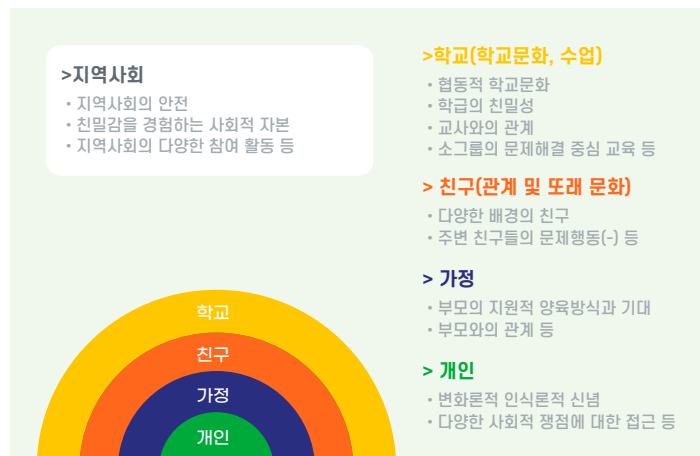 >지역사회
• 지역사회의 안전
• 친밀감을 경험하는 사회적 자본
• 지역사회의 다양한 참여 활동 등
>학교(학교문화, 수업)
• 협동적 학교문화
• 학급의 친밀성
• 교사와의 관계
• 소그룹의 문제해결 중심 교육 등
> 친구(관계 및 또래 문화)
• 다양한 배경의 친구
• 주변 친구들의 문제행동(-) 등
> 가정
• 부모의 지원적 양육방식과 기대
• 부모와의 관계 등
> 개인
• 변화론적 인식론적 신념
• 다양한 사회적 쟁점에 대한 접근 등
학교
친구
가정
개인